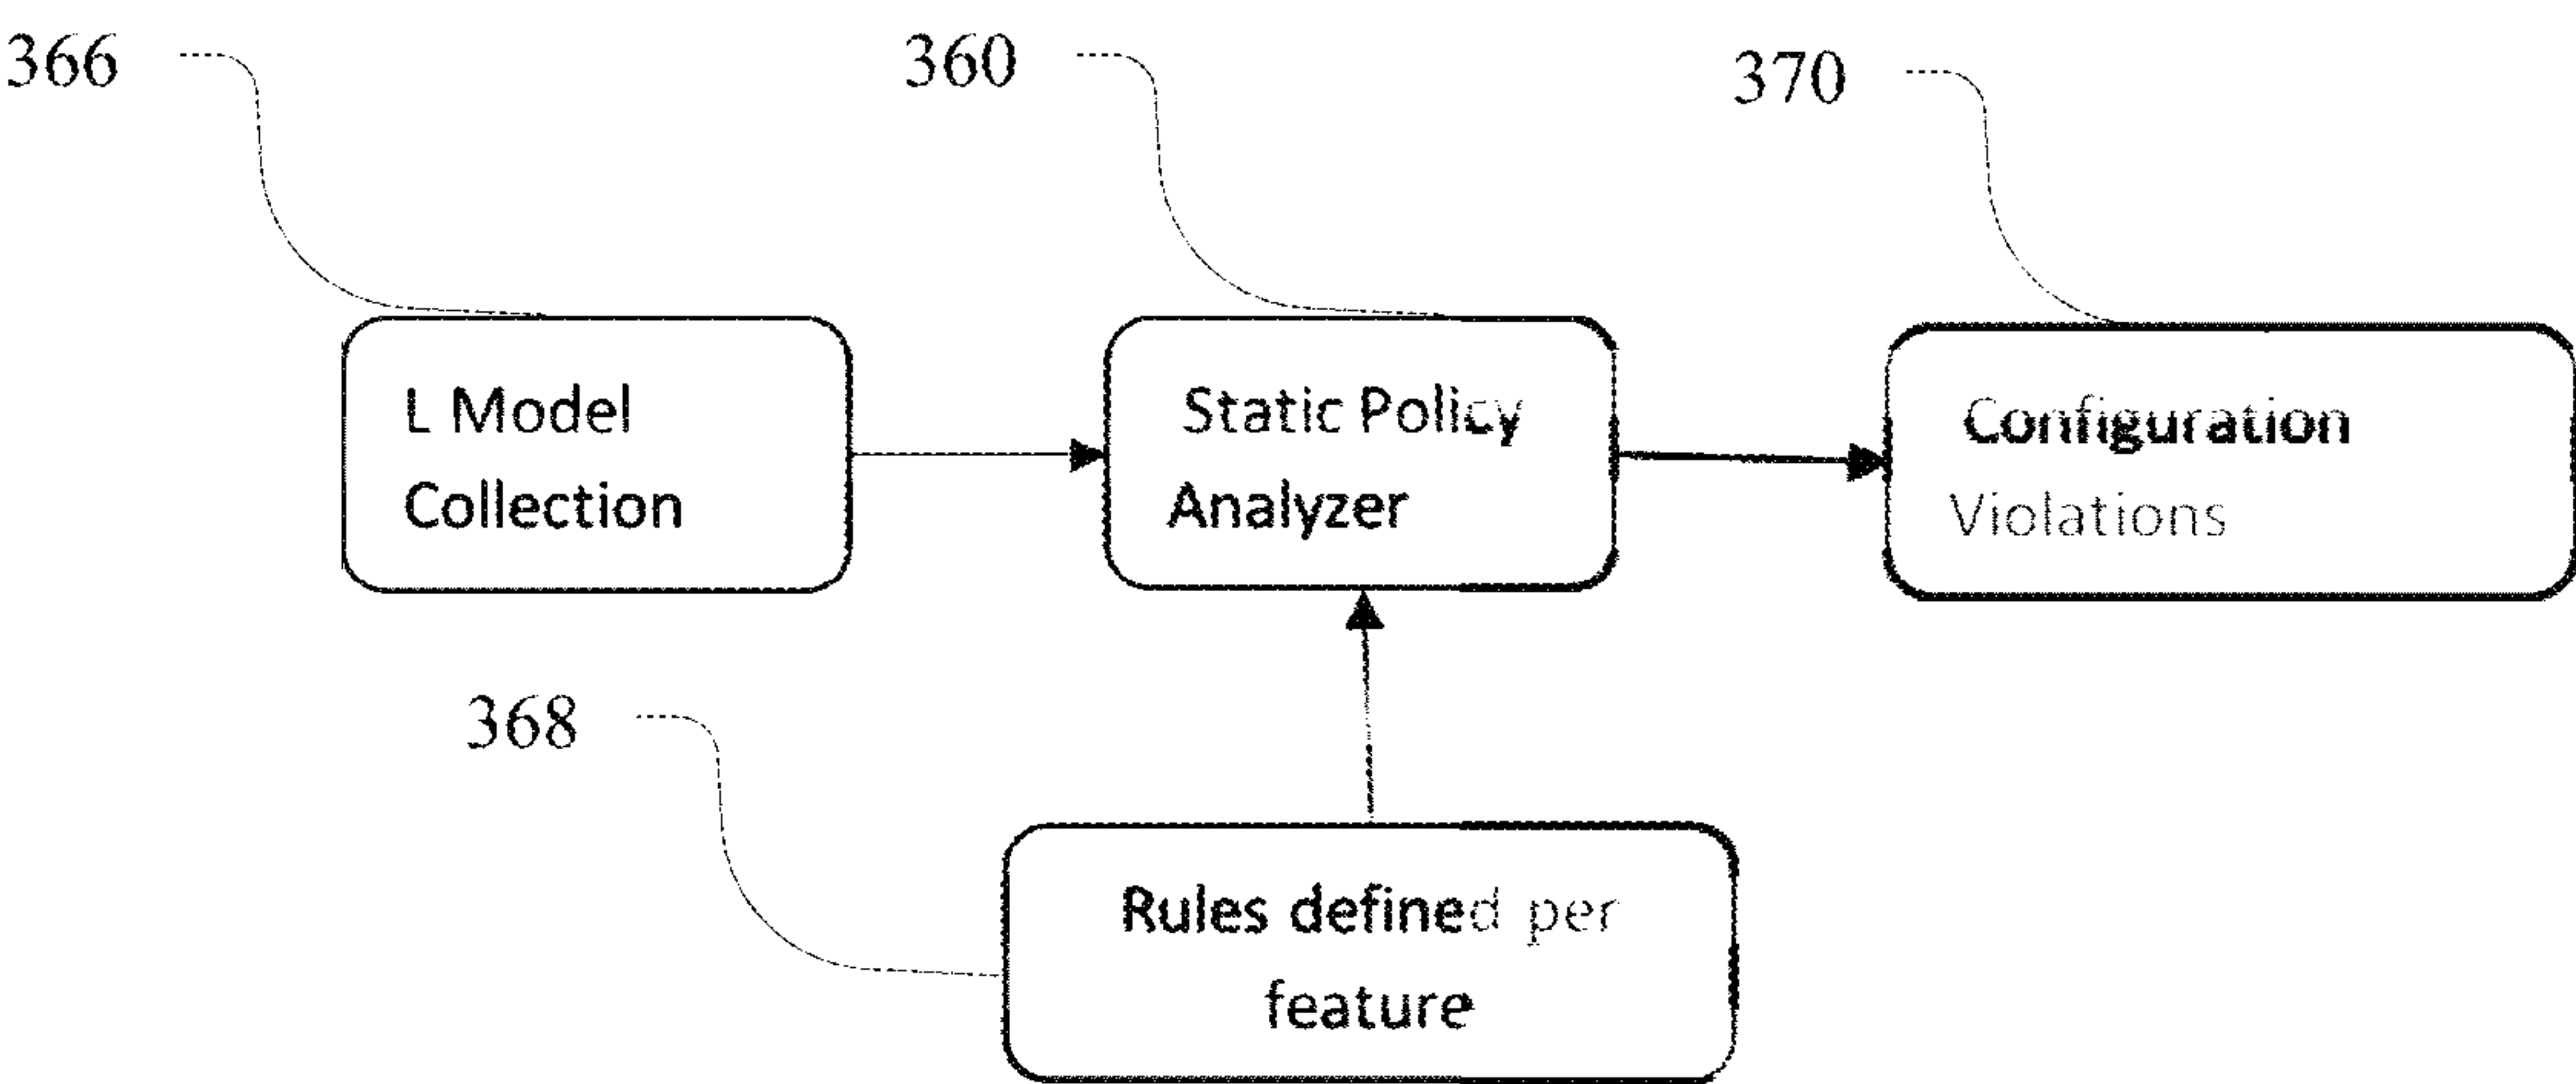 366
360
370
L Model
Collection
Static Policy
Analyzer
Configuration
Violations
368
Rules defined per
feature